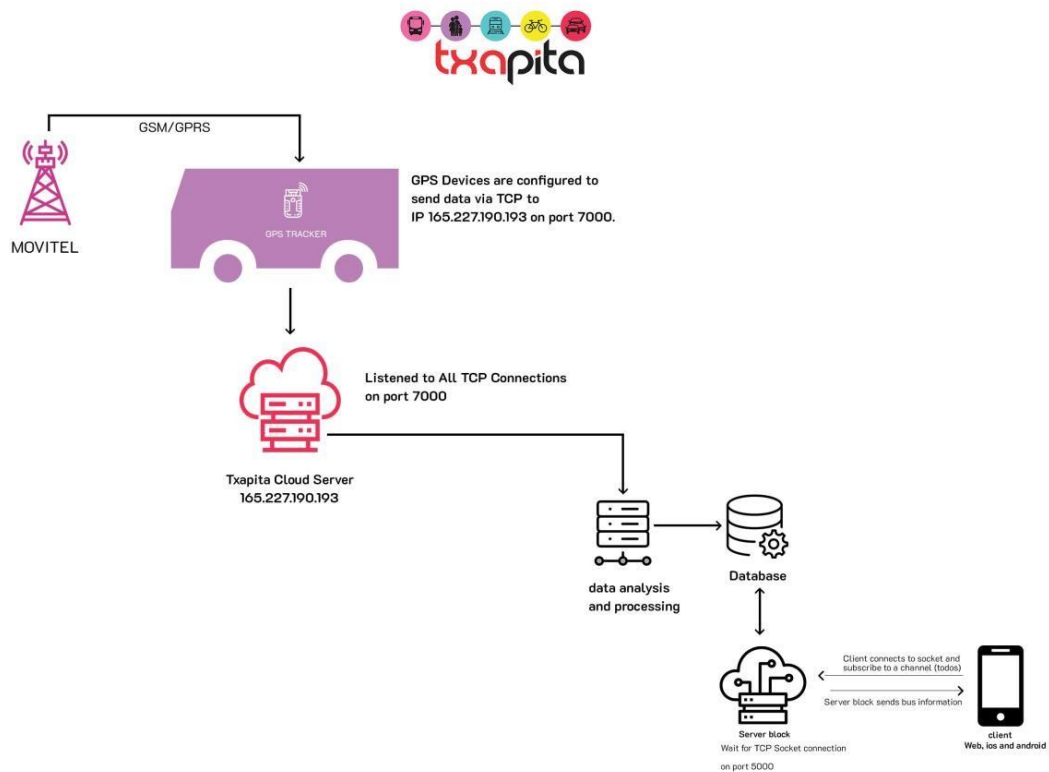 txapita
GSM/GPRS
MOVITEL
GPS TRACKER
GPS Devices are configured to
send data via TCP to
IP 165.227.190.193 on port 7000.
Listened to All TCP Connections
on port 7000
Txapita Cloud Server
165.227.190.193
data analysis
and processing
Database
Client connects to socket and
subscribe to a channel (todos)
Server block sends bus information
Server block
Wait for TCP Socket connection
on port 5000
client
Web, ios and android